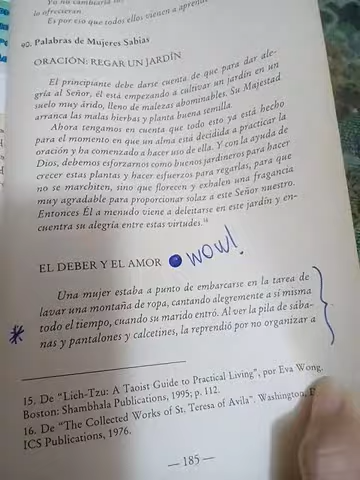 Ya no cambiaría
lo ofrecieran.
Es por eso que todos ellos vienen a aprender
90. Palabras de Mujeres Sabias
ORACIÓN: REGAR UN JARDÍN
El principiante debe darse cuenta de que para dar ale-
gría al Señor, él está empezando a cultivar un jardín en un
suelo muy árido, lleno de malezas abominables. Su Majestad
arranca las malas hierbas y planta buena semilla.
Ahora tengamos en cuenta que todo esto ya está hecho
para el momento en que un alma está decidida a practicar la
oración y ha comenzado a hacer uso de ella. Y con la ayuda de
Dios, debemos esforzarnos como buenos jardineros para hacer
crecer estas plantas y hacer esfuerzos para regarlas, para que
no se marchiten, sino que florecen y exhalen una fragancia
muy agradable para proporcionar solaz a este Señor nuestro.
Entonces Él a menudo viene a deleitarse en este jardín y en-
cuentra su alegría entre estas virtudes.¹⁶
EL DEBER Y EL AMOR wow!
Una mujer estaba a punto de embarcarse en la tarea de
lavar una montaña de ropa, cantando alegremente a sí misma
todo el tiempo, cuando su marido entró. Al ver la pila de sába-
nas y pantalones y calcetines, la reprendió por no organizar a
15. De "Lieh-Tzu: A Taoist Guide to Practical Living", por Eva Wong,
Boston: Shambhala Publications, 1995; p. 112.
16. De "The Collected Works of St. Teresa of Avila". Washington,
ICS Publications, 1976.
— 185 —